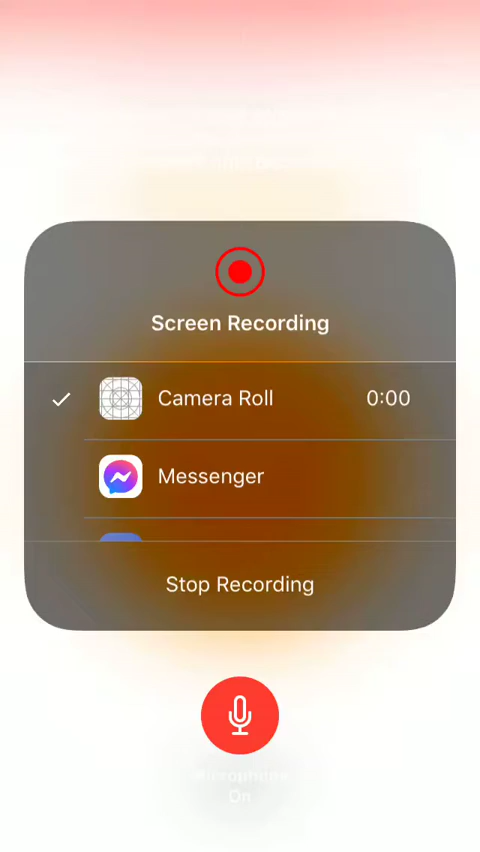 Screen Recording
Camera Roll 0:00
Messenger
Stop Recording
Microphone
On